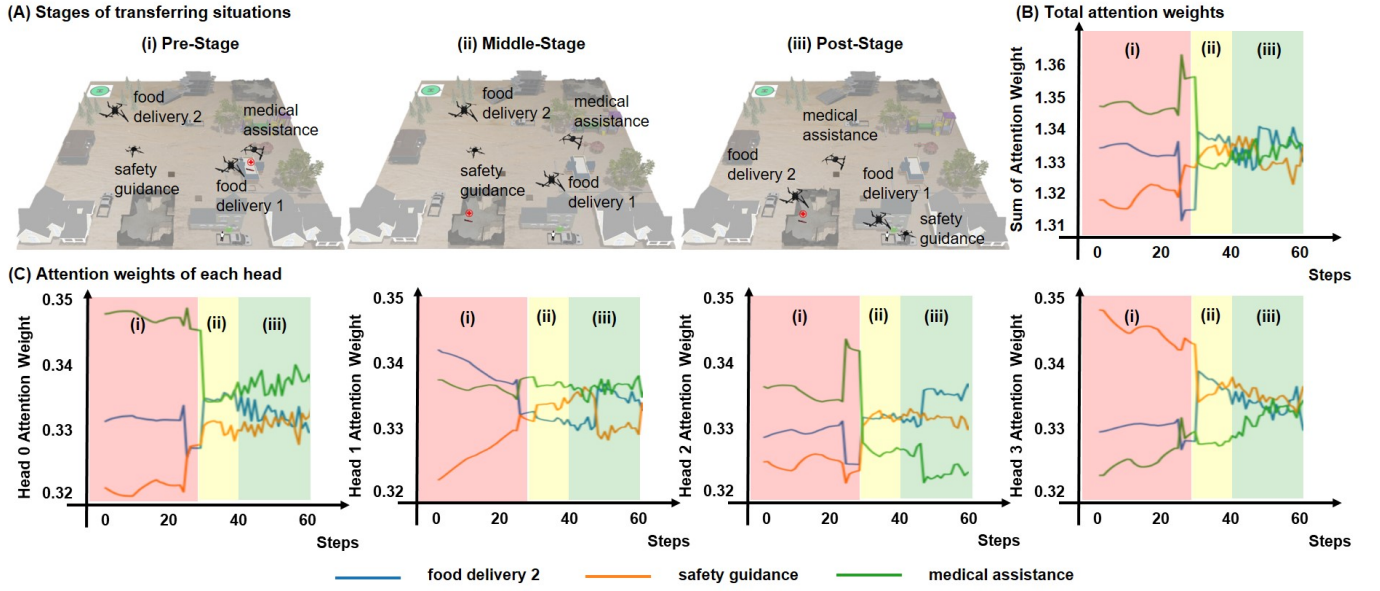 (A) Stages of transferring situations
(i) Pre-Stage
food
delivery 2
medical
assistance
safety
guidance
food
delivery 1
(ii) Middle-Stage
food
delivery 2
medical
assistance
safety
guidance
food
delivery 1
(iii) Post-Stage
medical
assistance
food
delivery 2
food
delivery 1
safety
guidance
(B) Total attention weights
Sum of Attention Weight
1.36
1.35
1.34
1.33
1.32
1.31
(i)
(ii)
(iii)
0
20
40
60
Steps
(C) Attention weights of each head
Head 0 Attention Weight
0.35
0.34
0.33
0.32
(i)
(ii)
(iii)
0
20
40
60
Steps
Head 1 Attention Weight
0.35
0.34
0.33
0.32
(i)
(ii)
(iii)
0
20
40
60
Steps
Head 2 Attention Weight
0.35
0.34
0.33
0.32
(i)
(ii)
(iii)
0
20
40
60
Steps
Head 3 Attention Weight
0.35
0.34
0.33
0.32
(i)
(ii)
(iii)
0
20
40
60
Steps
food delivery 2
safety guidance
medical assistance